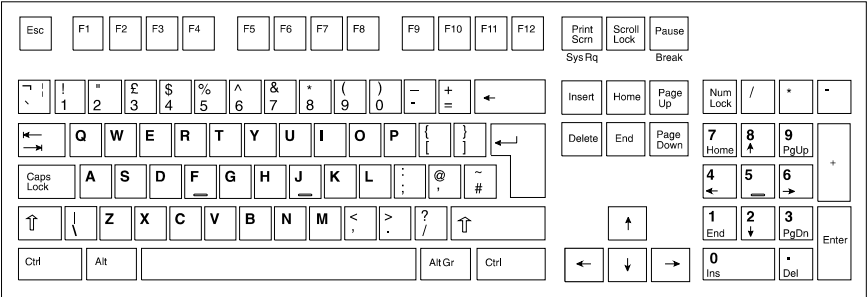 Esc F1 F2 F3 F4 F5 F6 F7 F8 F9 F10 F11 F12 Print Scrn Scroll Lock Pause
Sys Rq Break
¬ ¦ ` ! 1 " 2 £ 3 $ 4 % 5 ^ 6 & 7 * 8 ( 9 ) 0 — - + = ← Insert Home Page Up Num Lock / * -
Q W E R T Y U I O P { [ } ] Delete End Page Down 7 Home 8 ↑ 9 PgUp +
Caps Lock A S D F G H J K L : ; @ ' ~ # 4 ← 5 6 →
⇧ | \ Z X C V B N M < , > . ? / ⇧ ↑ 1 End 2 ↓ 3 PgDn Enter
Ctrl Alt Alt Gr Ctrl ← ↓ → 0 Ins . Del